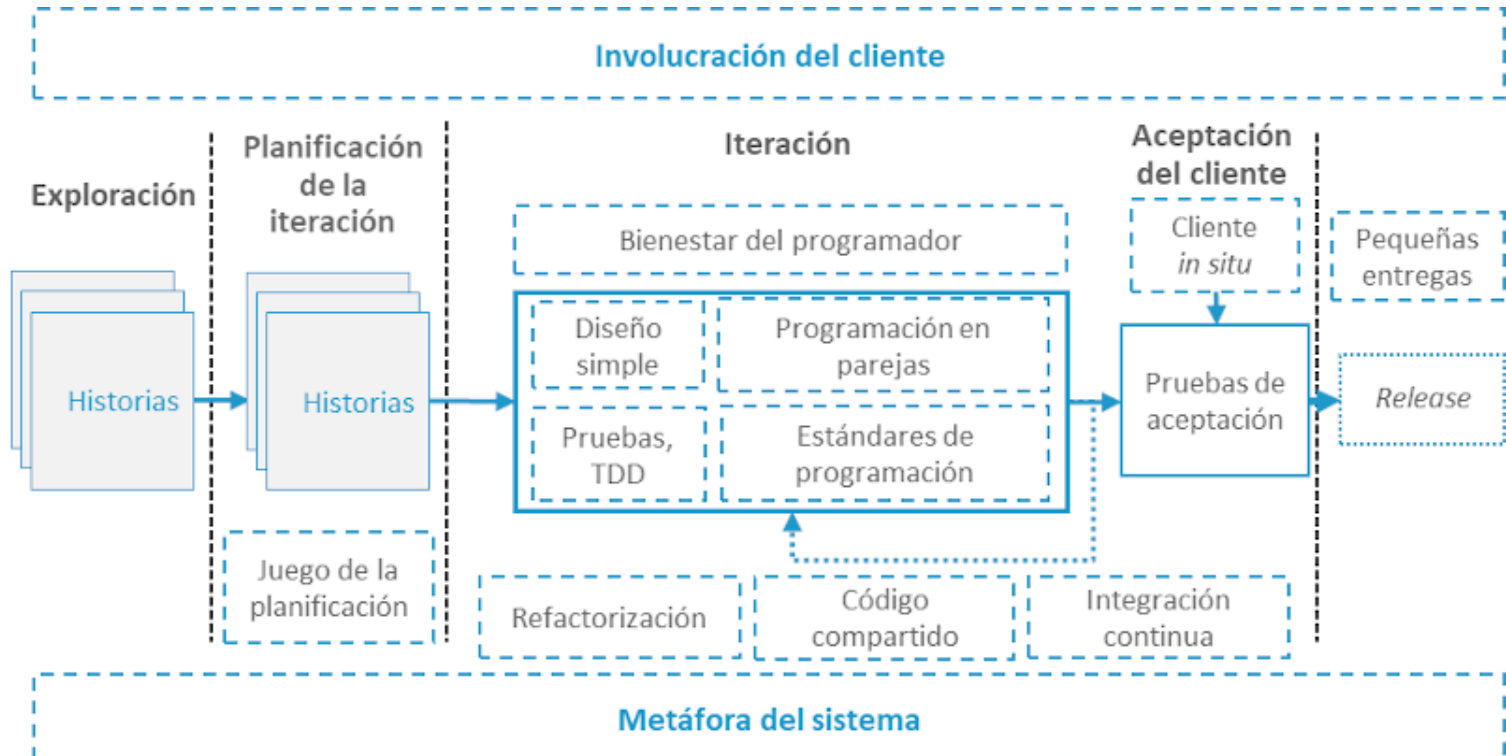 Involucración del cliente
Exploración
Planificación
de la
iteración
Iteración
Aceptación
del cliente
Historias
Historias
Juego de la
planificación
Bienestar del programador
Diseño
simple
Programación en
parejas
Pruebas,
TDD
Estándares de
programación
Refactorización
Código
compartido
Integración
continua
Cliente
in situ
Pruebas de
aceptación
Pequeñas
entregas
Release
Metáfora del sistema